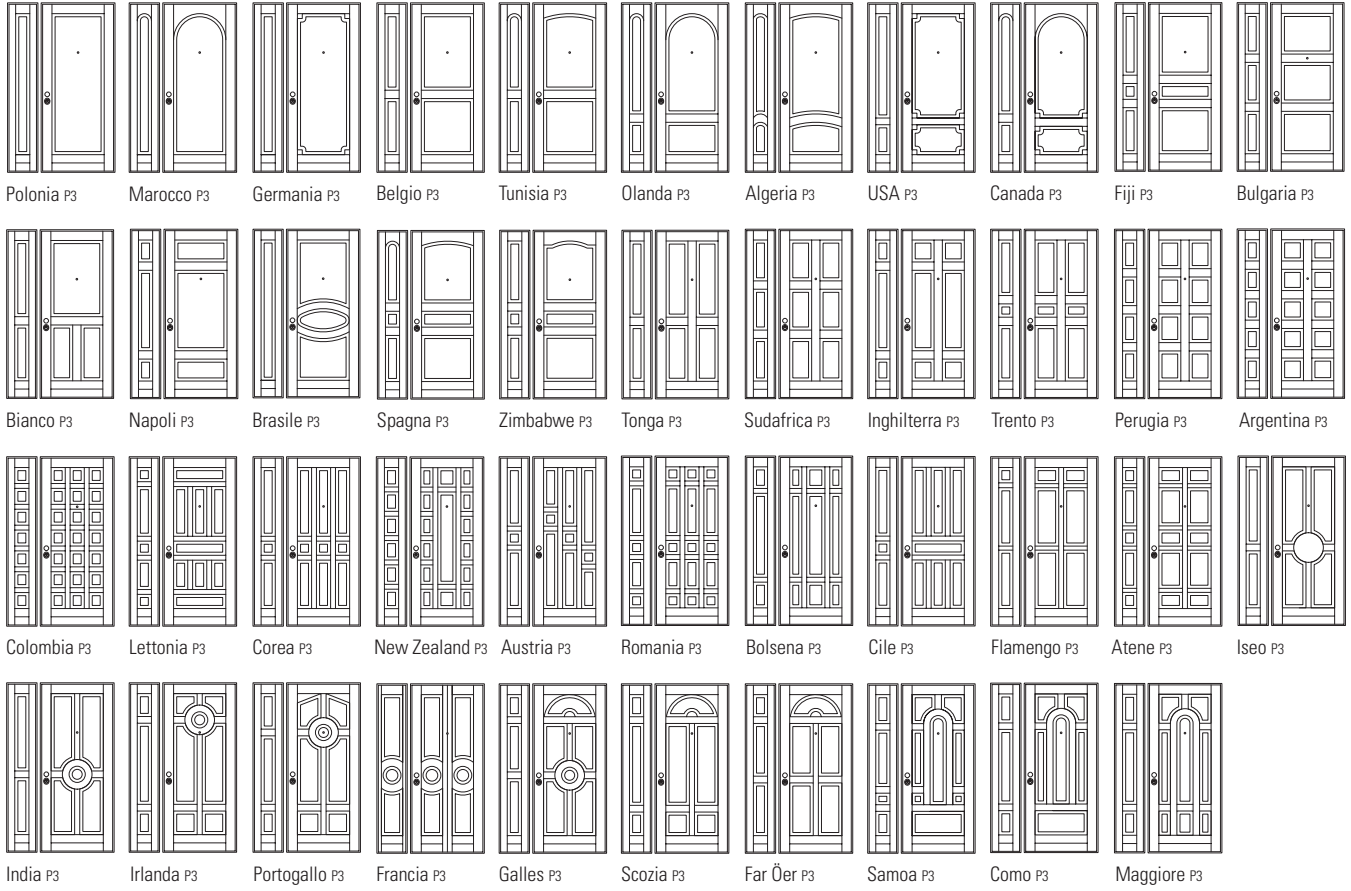 Polonia P3 Marocco P3 Germania P3 Belgio P3 Tunisia P3 Olanda P3 Algeria P3 USA P3 Canada P3 Fiji P3 Bulgaria P3
Bianco P3 Napoli P3 Brasile P3 Spagna P3 Zimbabwe P3 Tonga P3 Sudafrica P3 Inghilterra P3 Trento P3 Perugia P3 Argentina P3
Colombia P3 Lettonia P3 Corea P3 New Zealand P3 Austria P3 Romania P3 Bolsena P3 Cile P3 Flamengo P3 Atene P3 Iseo P3
India P3 Irlanda P3 Portogallo P3 Francia P3 Galles P3 Scozia P3 Far Öer P3 Samoa P3 Como P3 Maggiore P3